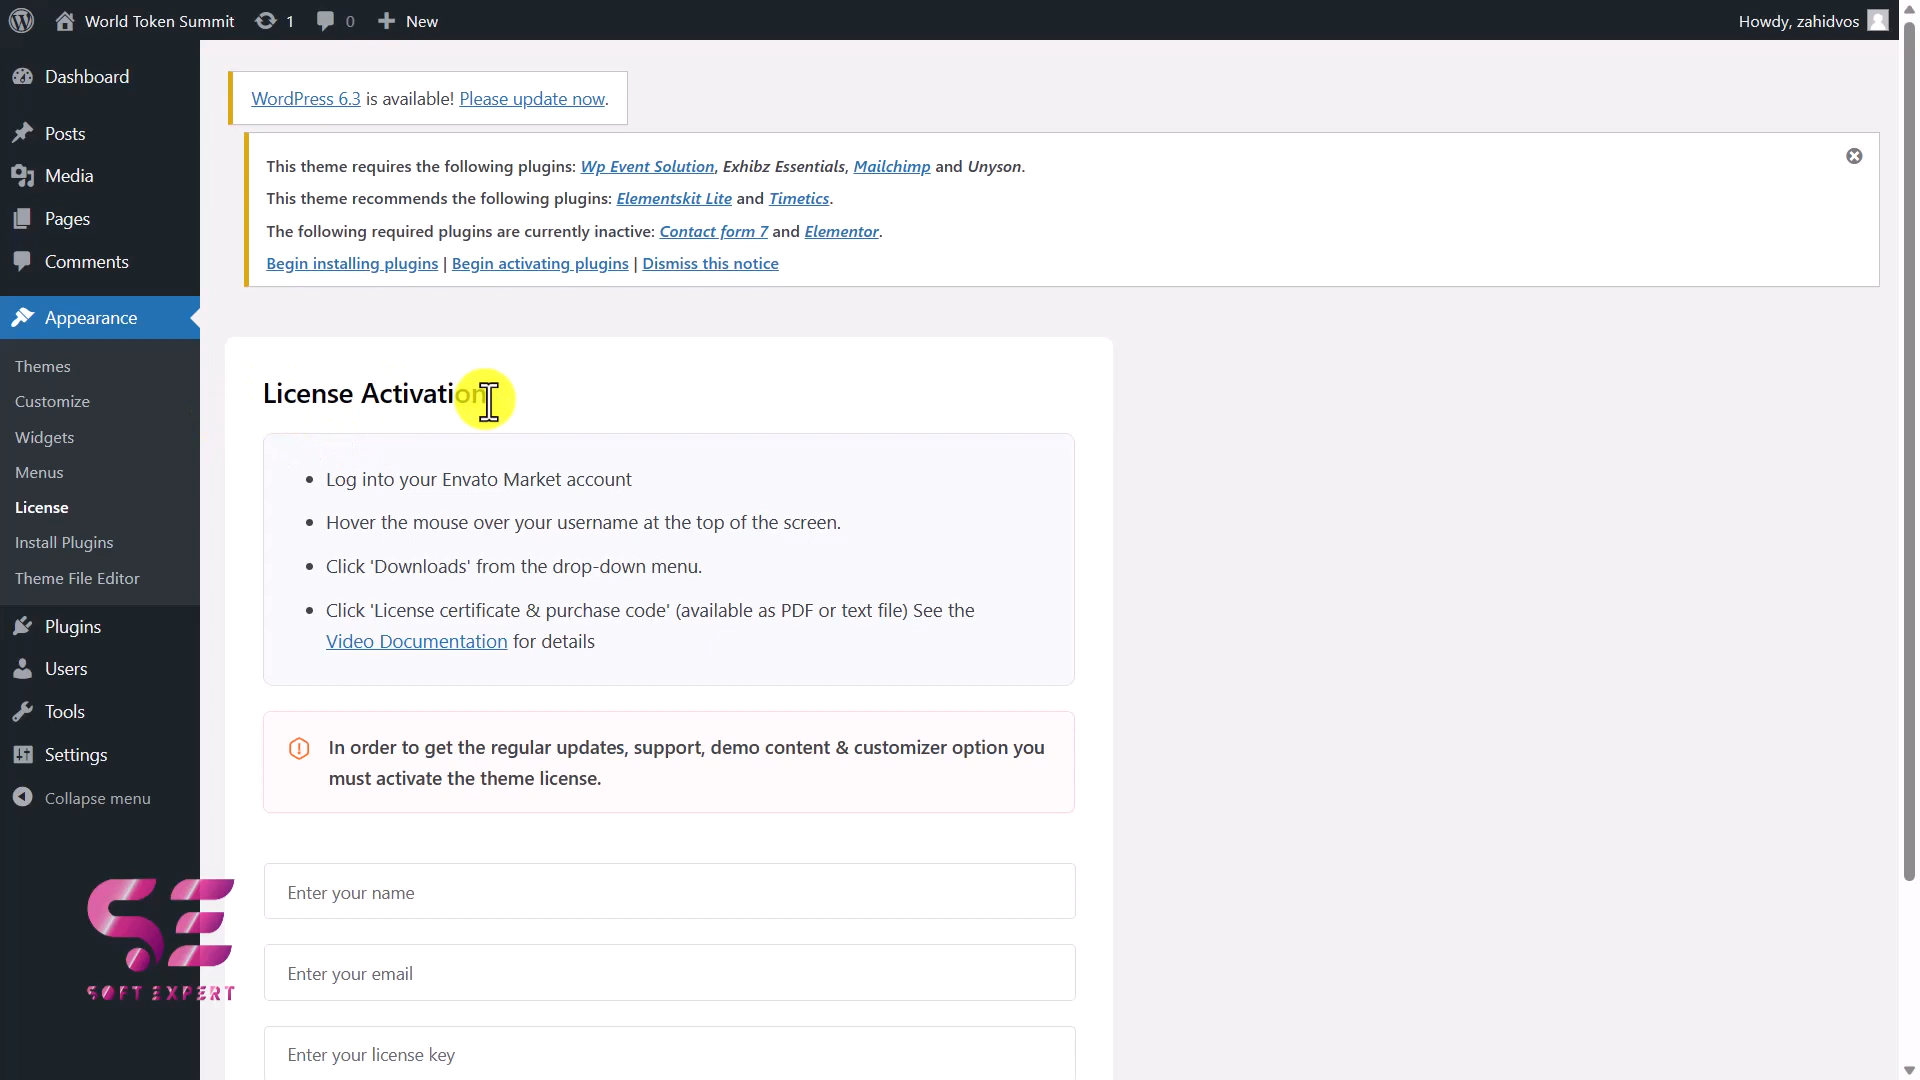 World Token Summit 1 0 New Howdy, zahidvos
Dashboard
Posts
Media
Pages
Comments
Appearance
Themes
Customize
Widgets
Menus
License
Install Plugins
Theme File Editor
Plugins
Users
Tools
Settings
Collapse menu
WordPress 6.3 is available! Please update now.
This theme requires the following plugins: Wp Event Solution, Exhibz Essentials, Mailchimp and Unyson.
This theme recommends the following plugins: Elementskit Lite and Timetics.
The following required plugins are currently inactive: Contact form 7 and Elementor.
Begin installing plugins | Begin activating plugins | Dismiss this notice
License Activation
Log into your Envato Market account
Hover the mouse over your username at the top of the screen.
Click 'Downloads' from the drop-down menu.
Click 'License certificate & purchase code' (available as PDF or text file) See the
Video Documentation for details
In order to get the regular updates, support, demo content & customizer option you
must activate the theme license.
Enter your name
Enter your email
Enter your license key
SE
SOFT EXPERT